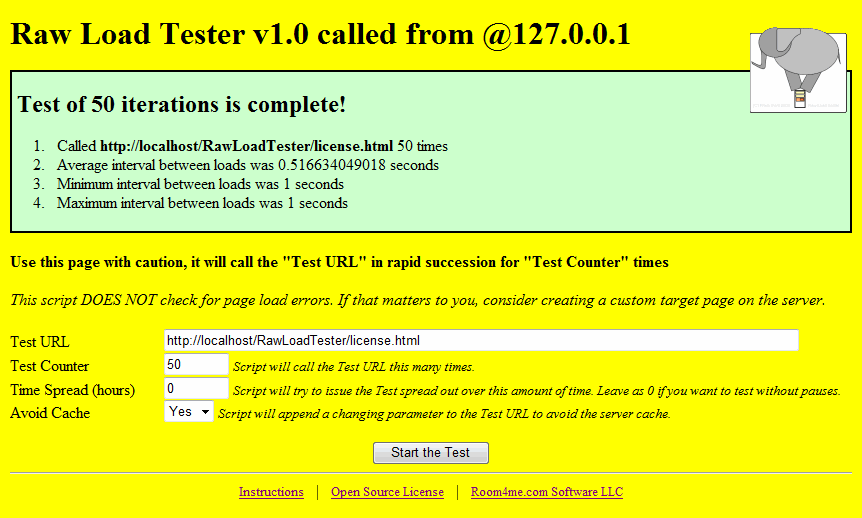 Raw Load Tester v1.0 called from @127.0.0.1
Test of 50 iterations is complete!
1. Called http://localhost/RawLoadTester/license.html 50 times
2. Average interval between loads was 0.516634049018 seconds
3. Minimum interval between loads was 1 seconds
4. Maximum interval between loads was 1 seconds
Use this page with caution, it will call the "Test URL" in rapid succession for "Test Counter" times
This script DOES NOT check for page load errors. If that matters to you, consider creating a custom target page on the server.
Test URL http://localhost/RawLoadTester/license.html
Test Counter 50 Script will call the Test URL this many times.
Time Spread (hours) 0 Script will try to issue the Test spread out over this amount of time. Leave as 0 if you want to test without pauses.
Avoid Cache Yes Script will append a changing parameter to the Test URL to avoid the server cache.
Start the Test
Instructions | Open Source License | Room4me.com Software LLC